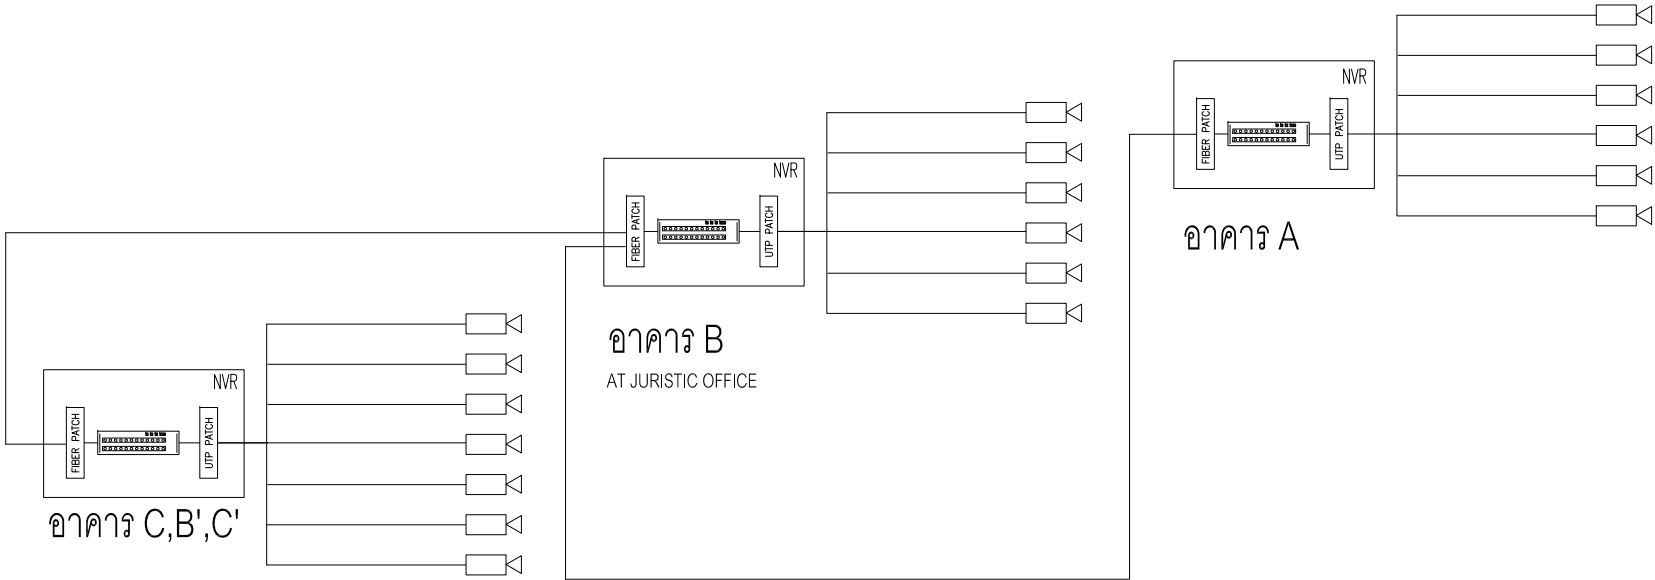 NVR
FIBER PATCH
UTP PATCH
อาคาร A
NVR
FIBER PATCH
UTP PATCH
อาคาร B
AT JURISTIC OFFICE
NVR
FIBER PATCH
UTP PATCH
อาคาร C,B',C'